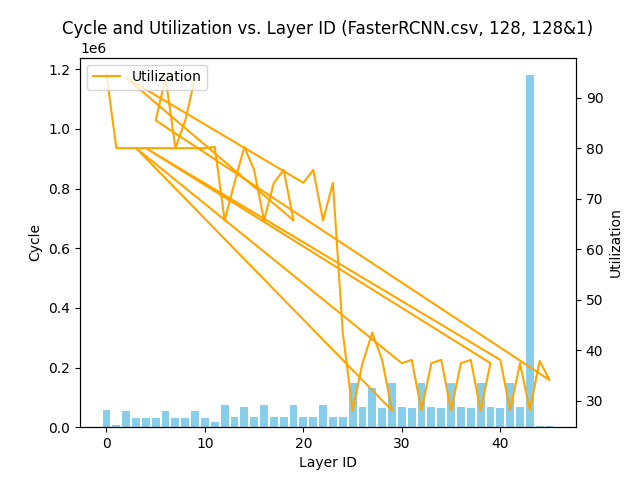 Cycle and Utilization vs. Layer ID (FasterRCNN.csv, 128, 128&1)
1e6
Utilization
1.2
1.0
0.8
0.6
0.4
0.2
0.0
Cycle
90
80
70
60
50
40
30
Utilization
0 10 20 30 40
Layer ID